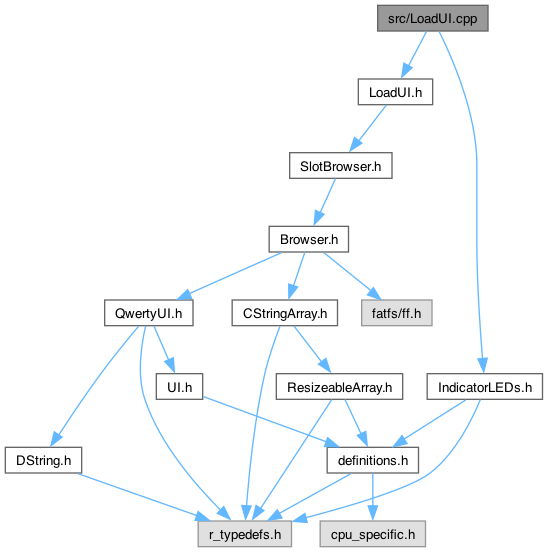 src/LoadUI.cpp
LoadUI.h
SlotBrowser.h
Browser.h
QwertyUI.h
CStringArray.h
fatfs/ff.h
UI.h
ResizeableArray.h
IndicatorLEDs.h
DString.h
definitions.h
r_typedefs.h
cpu_specific.h